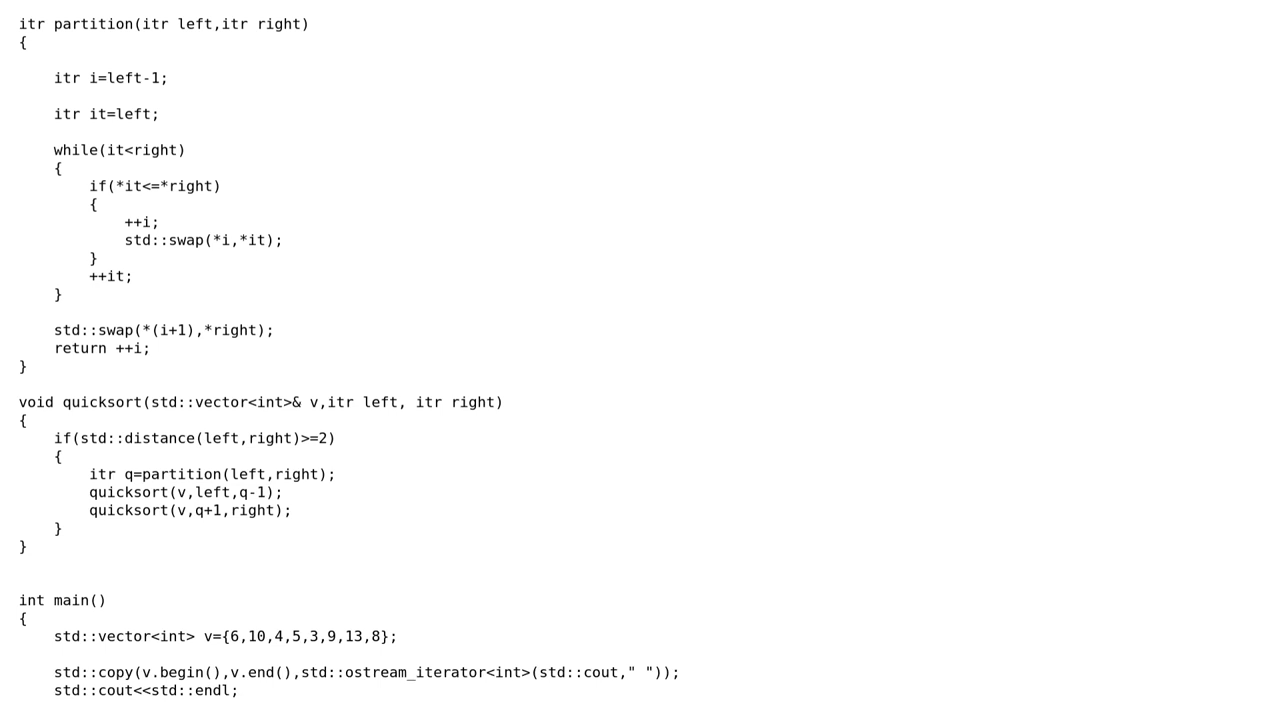 itr partition(itr left,itr right)
{
    itr i=left-1;
    itr it=left;
    while(it<right)
    {
        if(*it<=*right)
        {
            ++i;
            std::swap(*i,*it);
        }
        ++it;
    }
    std::swap(*(i+1),*right);
    return ++i;
}
void quicksort(std::vector<int>& v,itr left, itr right)
{
    if(std::distance(left,right)>=2)
    {
        itr q=partition(left,right);
        quicksort(v,left,q-1);
        quicksort(v,q+1,right);
    }
}
int main()
{
    std::vector<int> v={6,10,4,5,3,9,13,8};
    std::copy(v.begin(),v.end(),std::ostream_iterator<int>(std::cout," "));
    std::cout<<std::endl;